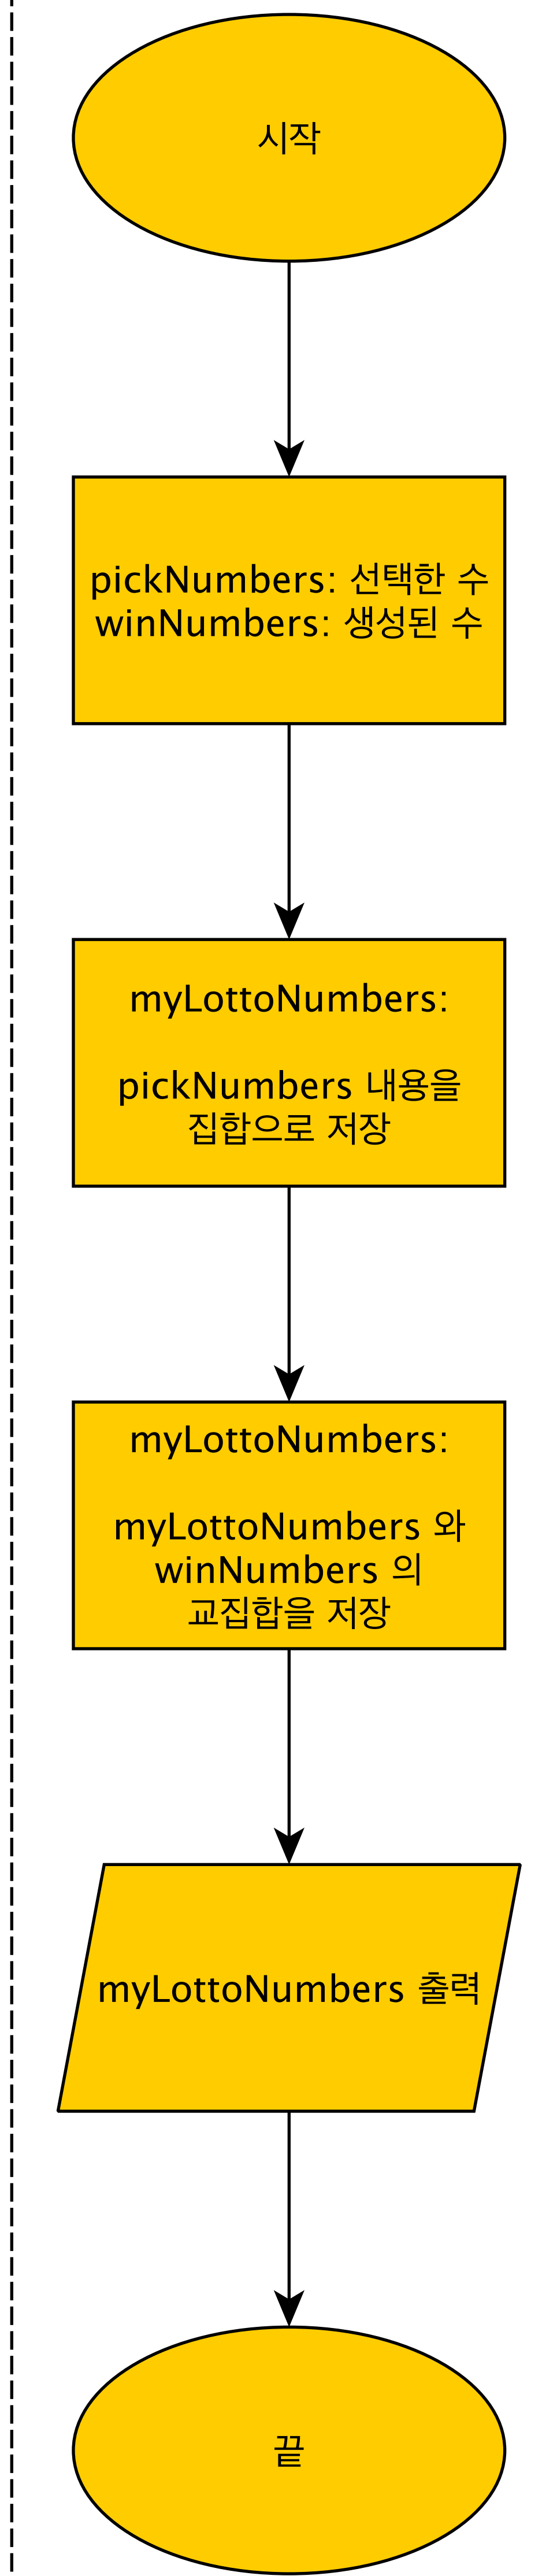 시작
pickNumbers: 선택한 수
winNumbers: 생성된 수
myLottoNumbers:
pickNumbers 내용을
집합으로 저장
myLottoNumbers:
myLottoNumbers 와
winNumbers 의
교집합을 저장
myLottoNumbers 출력
끝